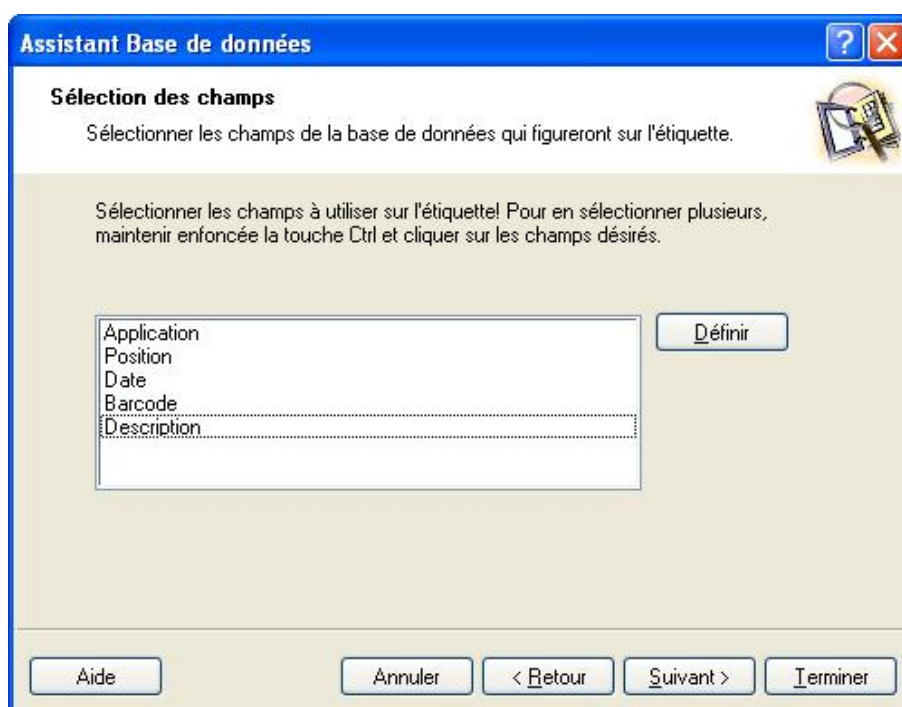 Assistant Base de données
?
Sélection des champs
Sélectionner les champs de la base de données qui figureront sur l'étiquette.
Sélectionner les champs à utiliser sur l'étiquette! Pour en sélectionner plusieurs,
maintenir enfoncée la touche Ctrl et cliquer sur les champs désirés.
Application
Définir
Position
Date
Barcode
Description
Aide
Annuler
< Retour
Suivant >
Terminer